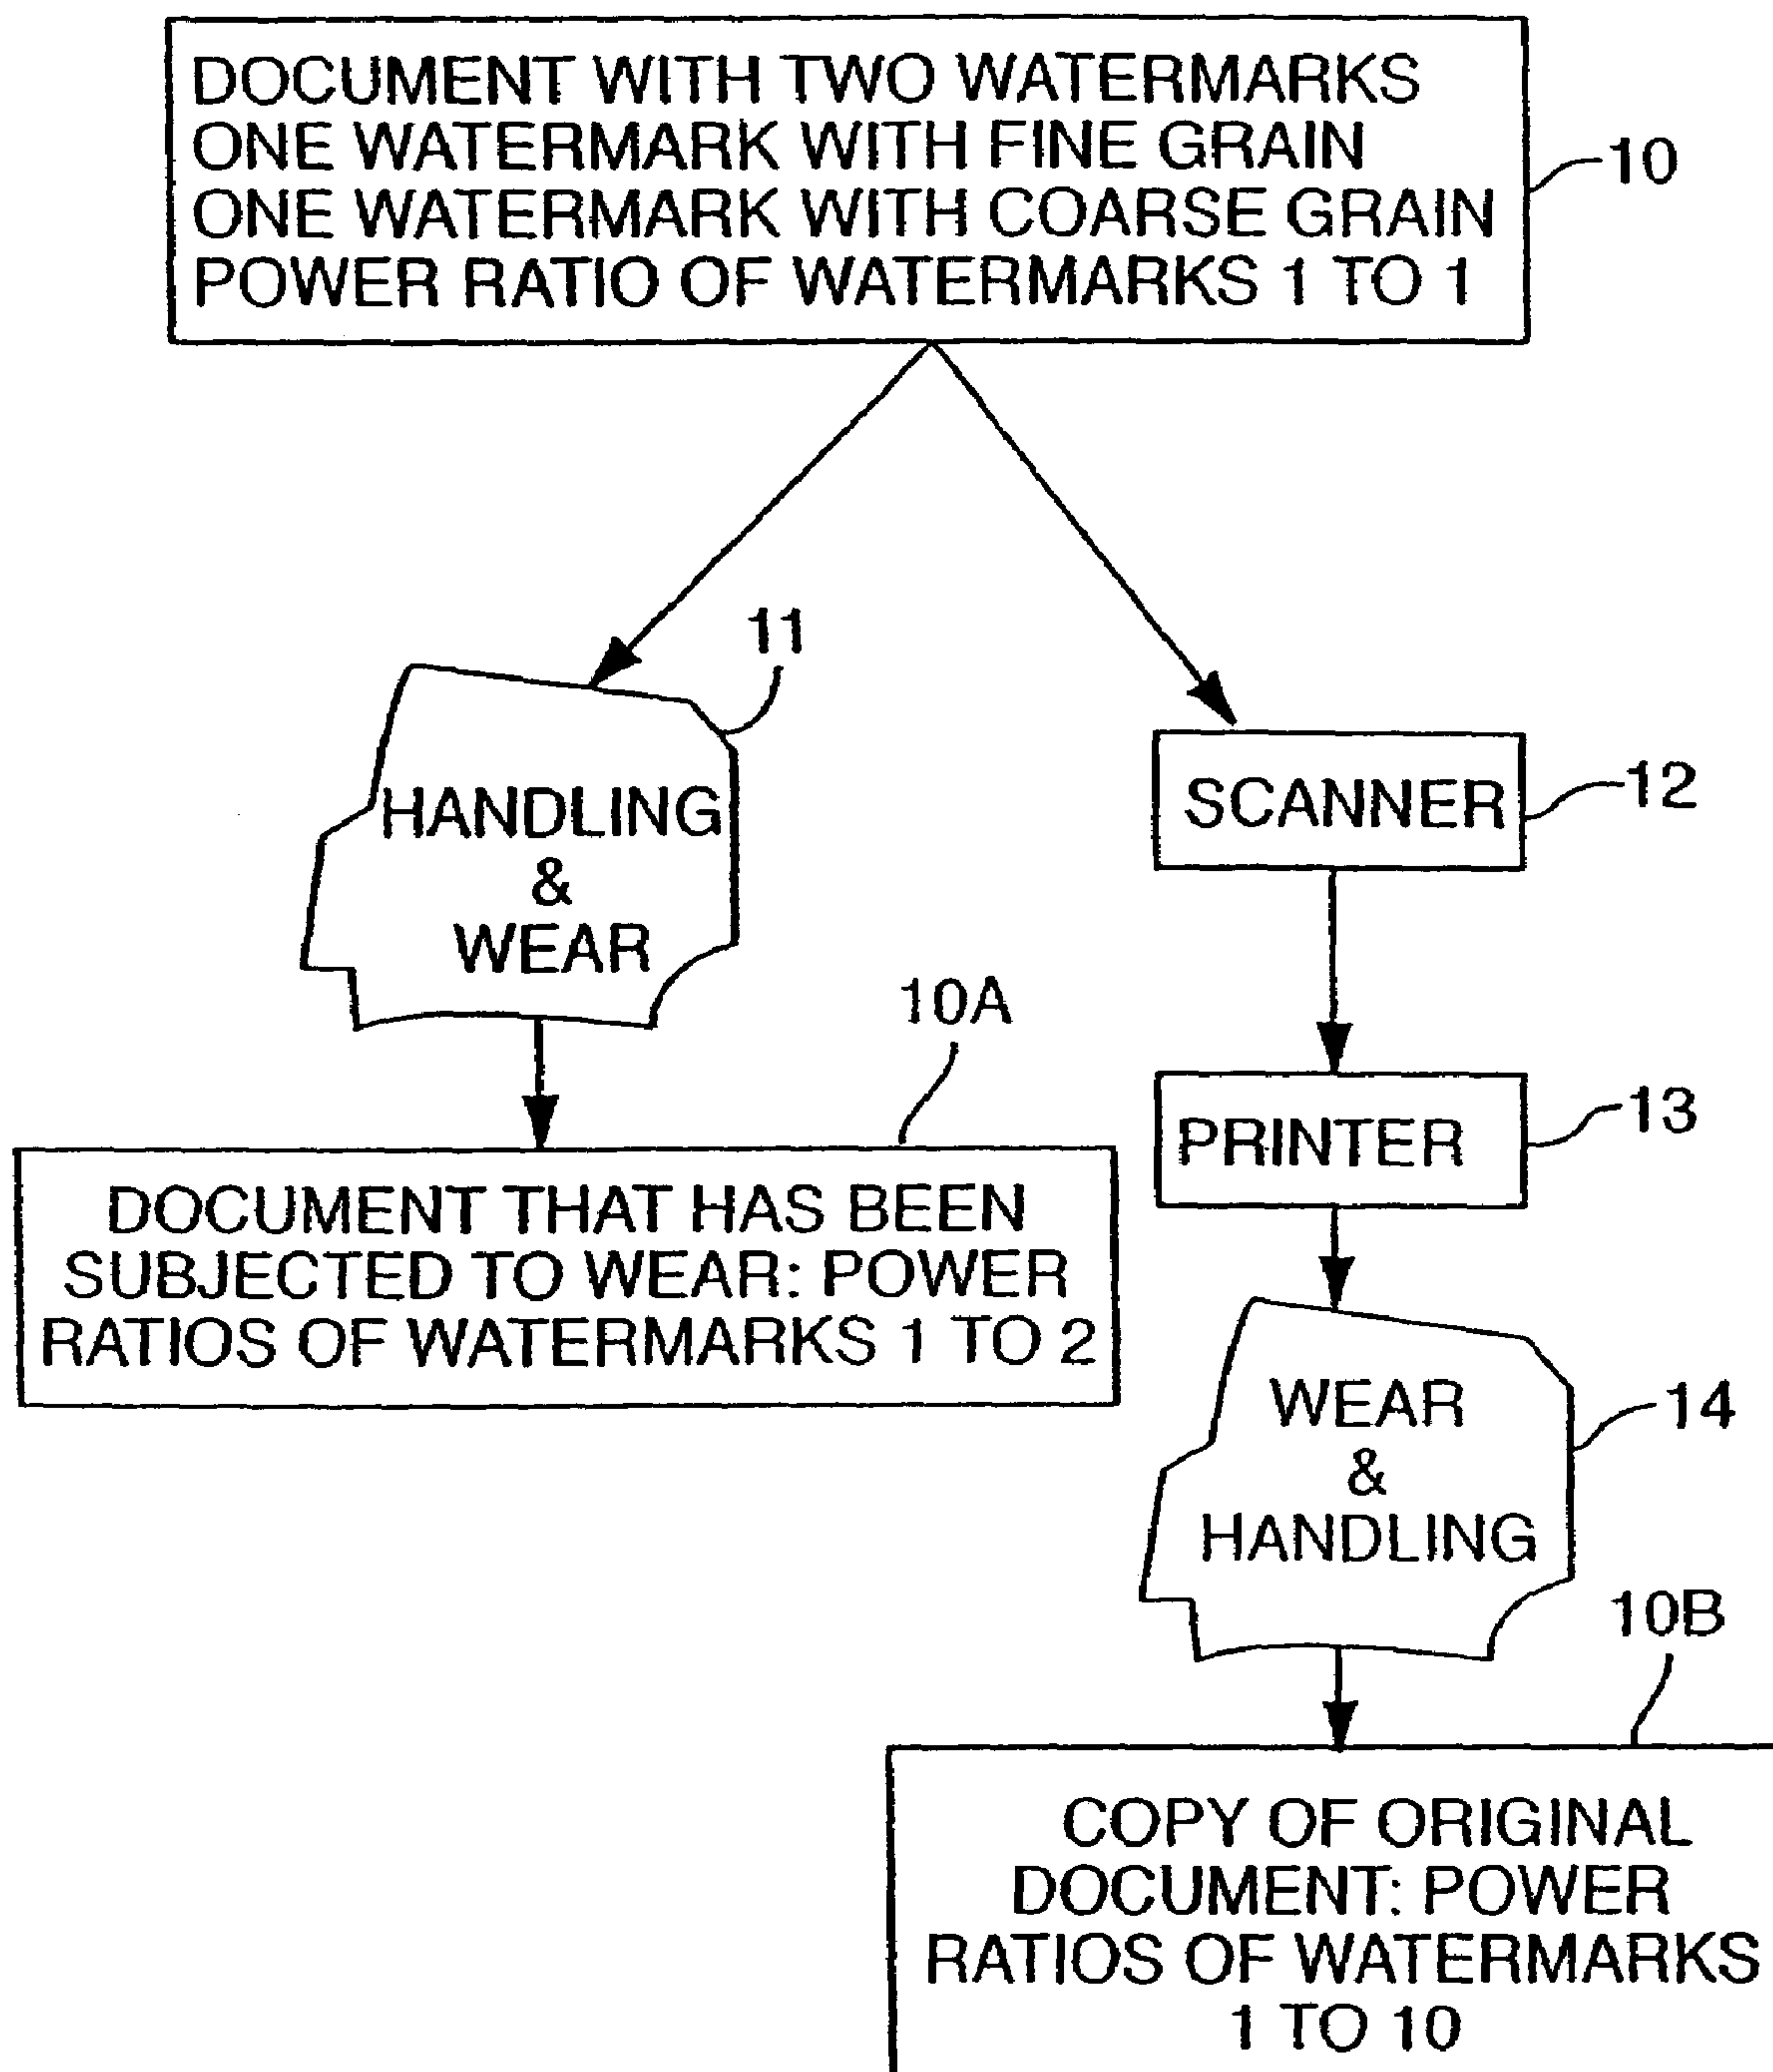 DOCUMENT WITH TWO WATERMARKS
ONE WATERMARK WITH FINE GRAIN
ONE WATERMARK WITH COARSE GRAIN
POWER RATIO OF WATERMARKS 1 TO 1
10
11
HANDLING
&
WEAR
SCANNER
12
10A
DOCUMENT THAT HAS BEEN
SUBJECTED TO WEAR: POWER
RATIOS OF WATERMARKS 1 TO 2
PRINTER
13
WEAR
&
HANDLING
14
10B
COPY OF ORIGINAL
DOCUMENT: POWER
RATIOS OF WATERMARKS
1 TO 10